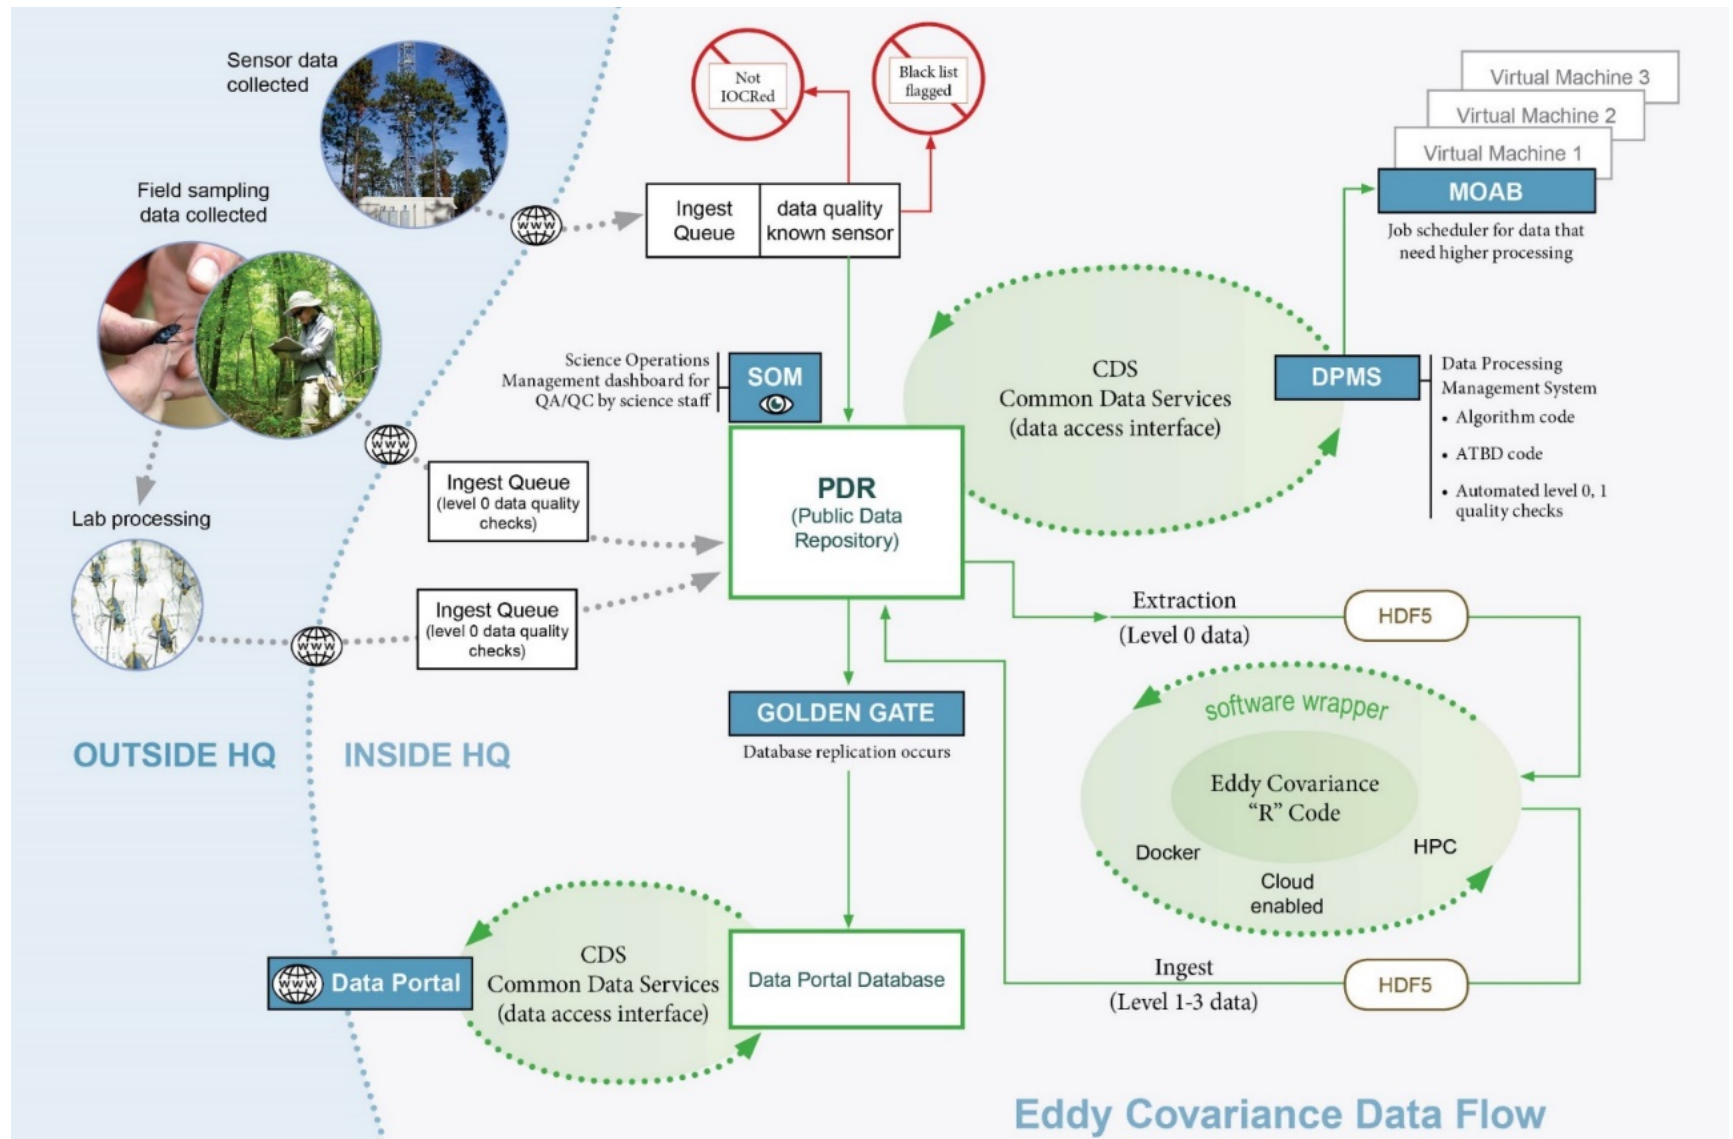 Sensor data
collected
Field sampling
data collected
Lab processing
OUTSIDE HQ
INSIDE HQ
www
www
www
Not
IOCRed
Black list
flagged
Ingest
Queue
data quality
known sensor
Virtual Machine 3
Virtual Machine 2
Virtual Machine 1
MOAB
Job scheduler for data that
need higher processing
Science Operations
Management dashboard for
QA/QC by science staff
SOM
CDS
Common Data Services
(data access interface)
DPMS
Data Processing
Management System
• Algorithm code
• ATBD code
• Automated level 0, 1
quality checks
Ingest Queue
(level 0 data quality
checks)
PDR
(Public Data
Repository)
Ingest Queue
(level 0 data quality
checks)
Extraction
(Level 0 data)
HDF5
GOLDEN GATE
Database replication occurs
software wrapper
Eddy Covariance
“R” Code
Docker
HPC
Cloud
enabled
www
Data Portal
CDS
Common Data Services
(data access interface)
Data Portal Database
Ingest
(Level 1-3 data)
HDF5
Eddy Covariance Data Flow